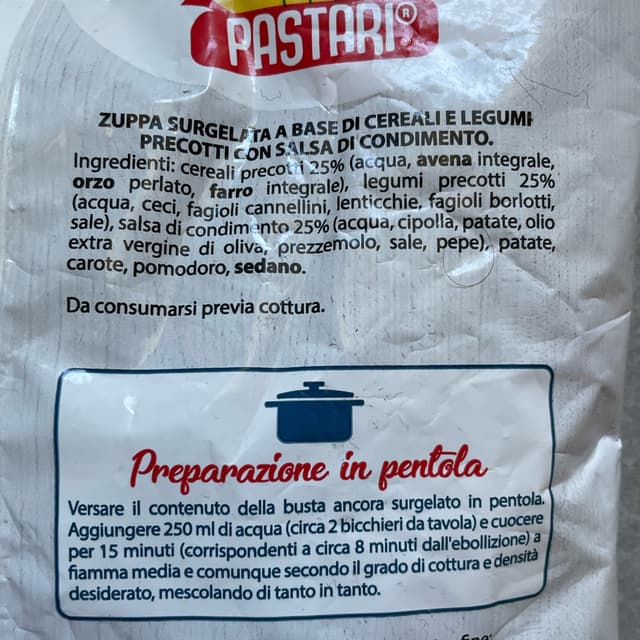 PASTARI®
ZUPPA SURGELATA A BASE DI CEREALI E LEGUMI
PRECOTTI CON SALSA DI CONDIMENTO.
Ingredienti: cereali precotti 25% (acqua, avena integrale,
orzo perlato, farro integrale), legumi precotti 25%
(acqua, ceci, fagioli cannellini, lenticchie, fagioli borlotti,
sale), salsa di condimento 25% (acqua, cipolla, patate, olio
extra vergine di oliva, prezzemolo, sale, pepe), patate,
carote, pomodoro, sedano.
Da consumarsi previa cottura.
Preparazione in pentola
Versare il contenuto della busta ancora surgelato in pentola.
Aggiungere 250 ml di acqua (circa 2 bicchieri da tavola) e cuocere
per 15 minuti (corrispondenti a circa 8 minuti dall'ebollizione) a
fiamma media e comunque secondo il grado di cottura e densità
desiderato, mescolando di tanto in tanto.